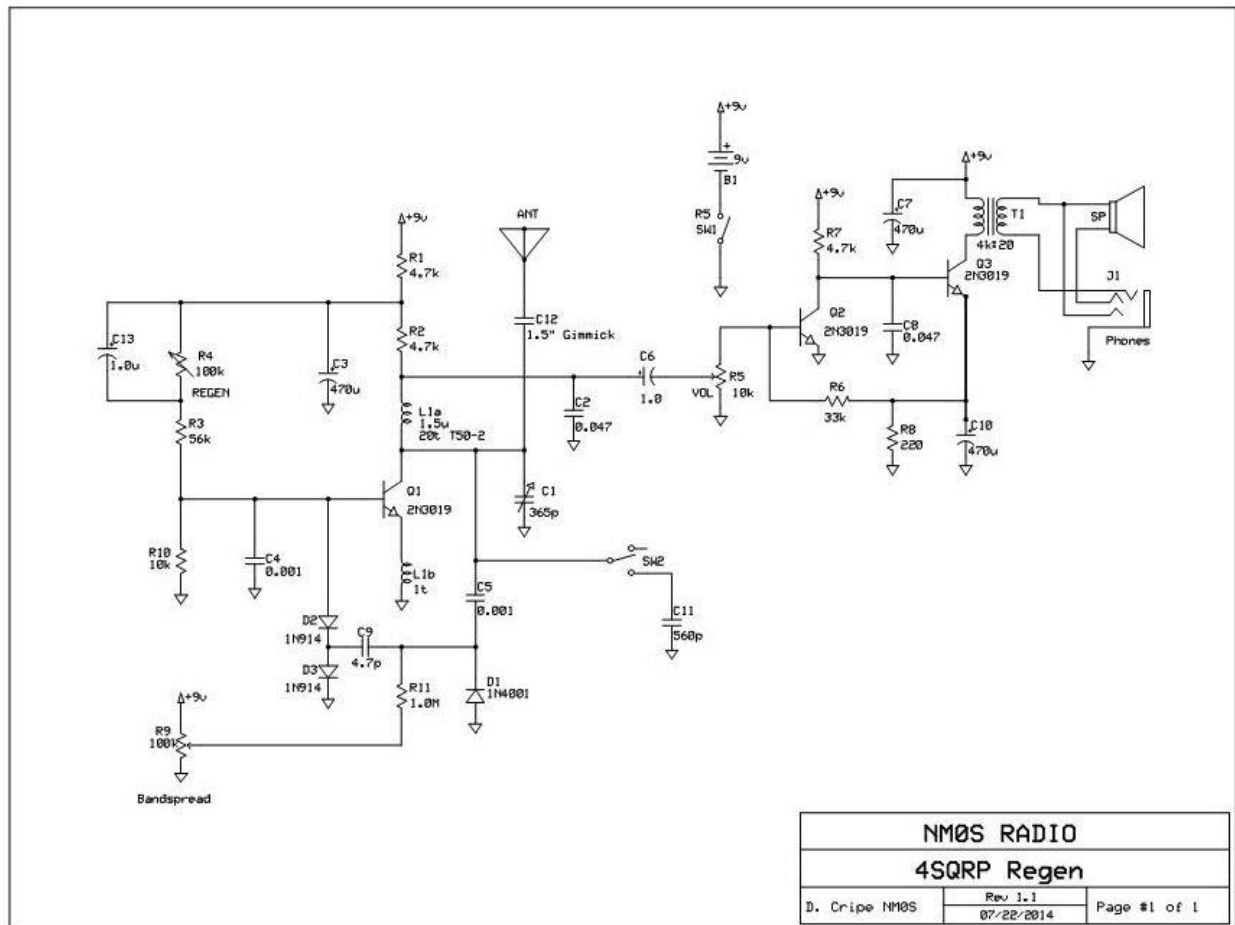 +9v
+
9v
B1
R5
SW1
+9v
R1
4.7k
ANT
+9v
R7
4.7k
C7
470u
+9v
T1
4k:20
SP
J1
Phones
Q3
2N3019
C13
1.0u
R4
100k
REGEN
C3
470u
R2
4.7k
C12
1.5" Gimmick
Q2
2N3019
C8
0.047
C6
1.0
VOL
R5
10k
R6
33k
R8
220
C10
470u
R3
56k
L1a
1.5u
20t T50-2
C2
0.047
Q1
2N3019
C1
365p
R10
10k
C4
0.001
L1b
1t
C5
0.001
SW2
C11
560p
D2
1N914
C9
4.7p
D3
1N914
R11
1.0M
D1
1N4001
+9v
R9
100k
Bandspread
NM0S RADIO
4SQRP Regen
D. Cripe NM0S
Rev 1.1
07/22/2014
Page #1 of 1